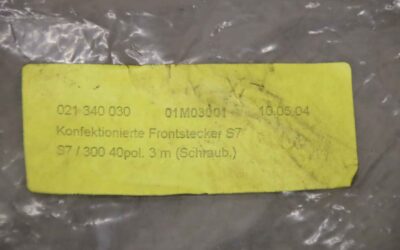 021 340 030 01M03001 10.05.04
Konfektionierte Frontstecker S7
S7 / 300 40pol. 3 m (Schraub.)